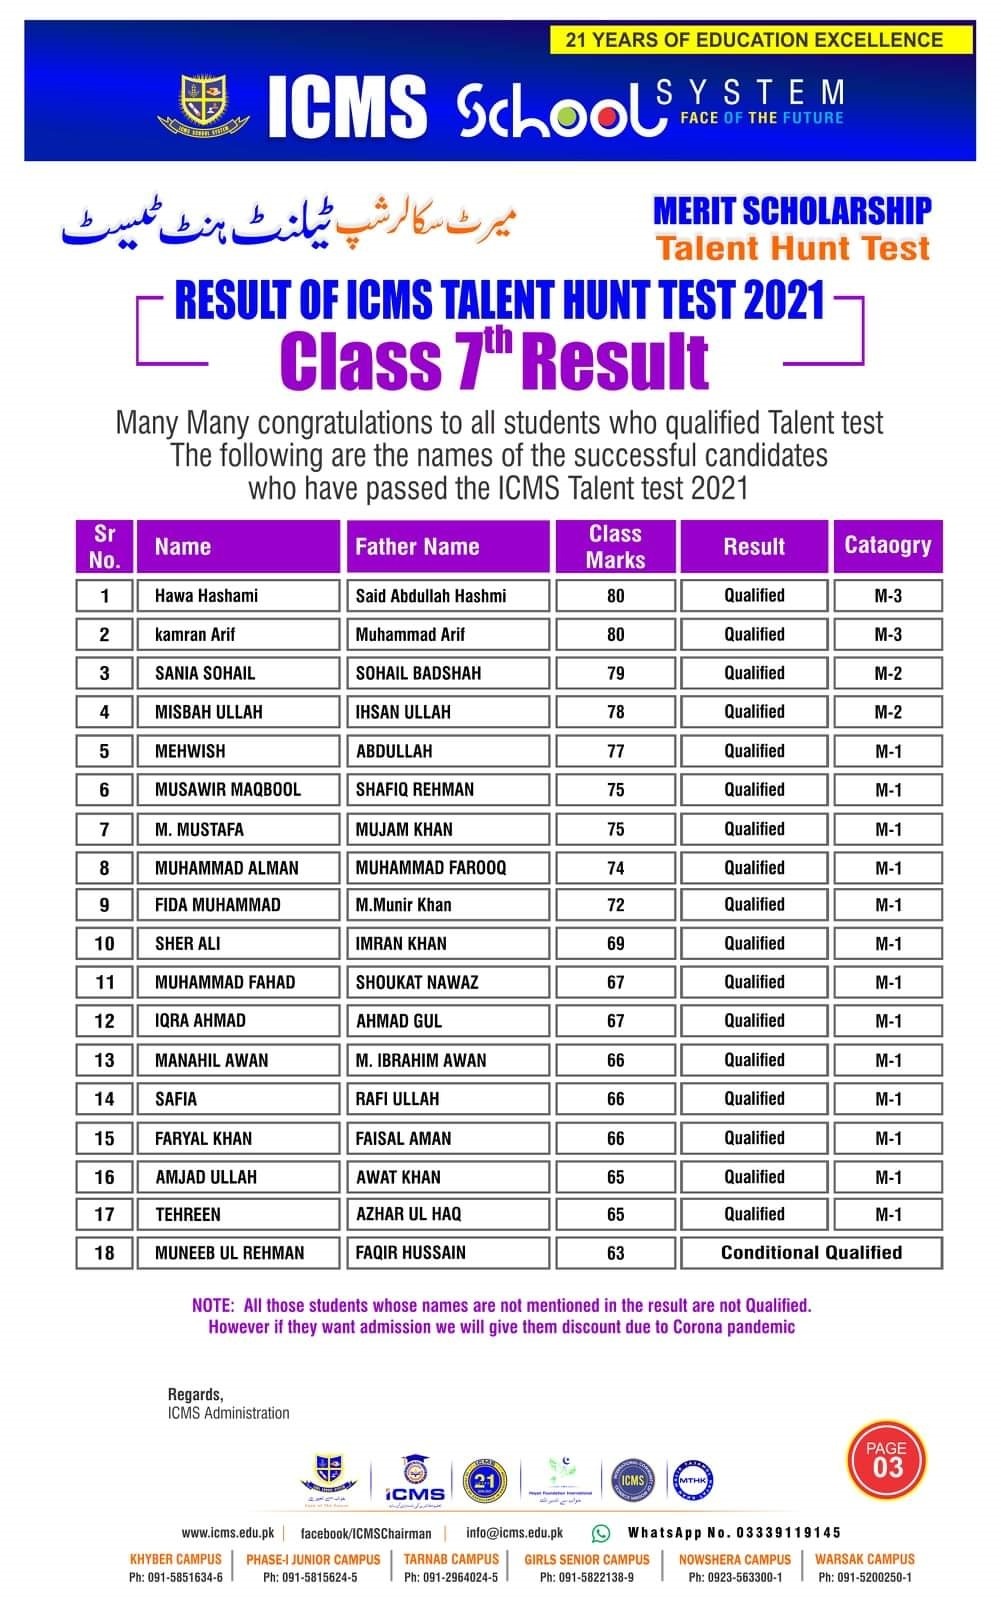 21 YEARS OF EDUCATION EXCELLENCE
ICMS SCHOOL SYSTEM
ICMS School SYSTEM
FACE OF THE FUTURE
میرٹ سکالرشپ ٹیلنٹ ہنٹ ٹیسٹ
MERIT SCHOLARSHIP
Talent Hunt Test
RESULT OF ICMS TALENT HUNT TEST 2021
Class 7th Result
Many Many congratulations to all students who qualified Talent test
The following are the names of the successful candidates
who have passed the ICMS Talent test 2021
Sr No. Name Father Name Class Marks Result Cataogry
1 Hawa Hashami Said Abdullah Hashmi 80 Qualified M-3
2 kamran Arif Muhammad Arif 80 Qualified M-3
3 SANIA SOHAIL SOHAIL BADSHAH 79 Qualified M-2
4 MISBAH ULLAH IHSAN ULLAH 78 Qualified M-2
5 MEHWISH ABDULLAH 77 Qualified M-1
6 MUSAWIR MAQBOOL SHAFIQ REHMAN 75 Qualified M-1
7 M. MUSTAFA MUJAM KHAN 75 Qualified M-1
8 MUHAMMAD ALMAN MUHAMMAD FAROOQ 74 Qualified M-1
9 FIDA MUHAMMAD M.Munir Khan 72 Qualified M-1
10 SHER ALI IMRAN KHAN 69 Qualified M-1
11 MUHAMMAD FAHAD SHOUKAT NAWAZ 67 Qualified M-1
12 IQRA AHMAD AHMAD GUL 67 Qualified M-1
13 MANAHIL AWAN M. IBRAHIM AWAN 66 Qualified M-1
14 SAFIA RAFI ULLAH 66 Qualified M-1
15 FARYAL KHAN FAISAL AMAN 66 Qualified M-1
16 AMJAD ULLAH AWAT KHAN 65 Qualified M-1
17 TEHREEN AZHAR UL HAQ 65 Qualified M-1
18 MUNEEB UL REHMAN FAQIR HUSSAIN 63 Conditional Qualified
NOTE: All those students whose names are not mentioned in the result are not Qualified.
However if they want admission we will give them discount due to Corona pandemic
Regards,
ICMS Administration
PAGE
03
ICMS
21
ICMS
MTHK
www.icms.edu.pk facebook/ICMSChairman info@icms.edu.pk WhatsApp No. 03339119145
KHYBER CAMPUS PHASE-I JUNIOR CAMPUS TARNAB CAMPUS GIRLS SENIOR CAMPUS NOWSHERA CAMPUS WARSAK CAMPUS
Ph: 091-5851634-6 Ph: 091-5815624-5 Ph: 091-2964024-5 Ph: 091-5822138-9 Ph: 0923-563300-1 Ph: 091-5200250-1